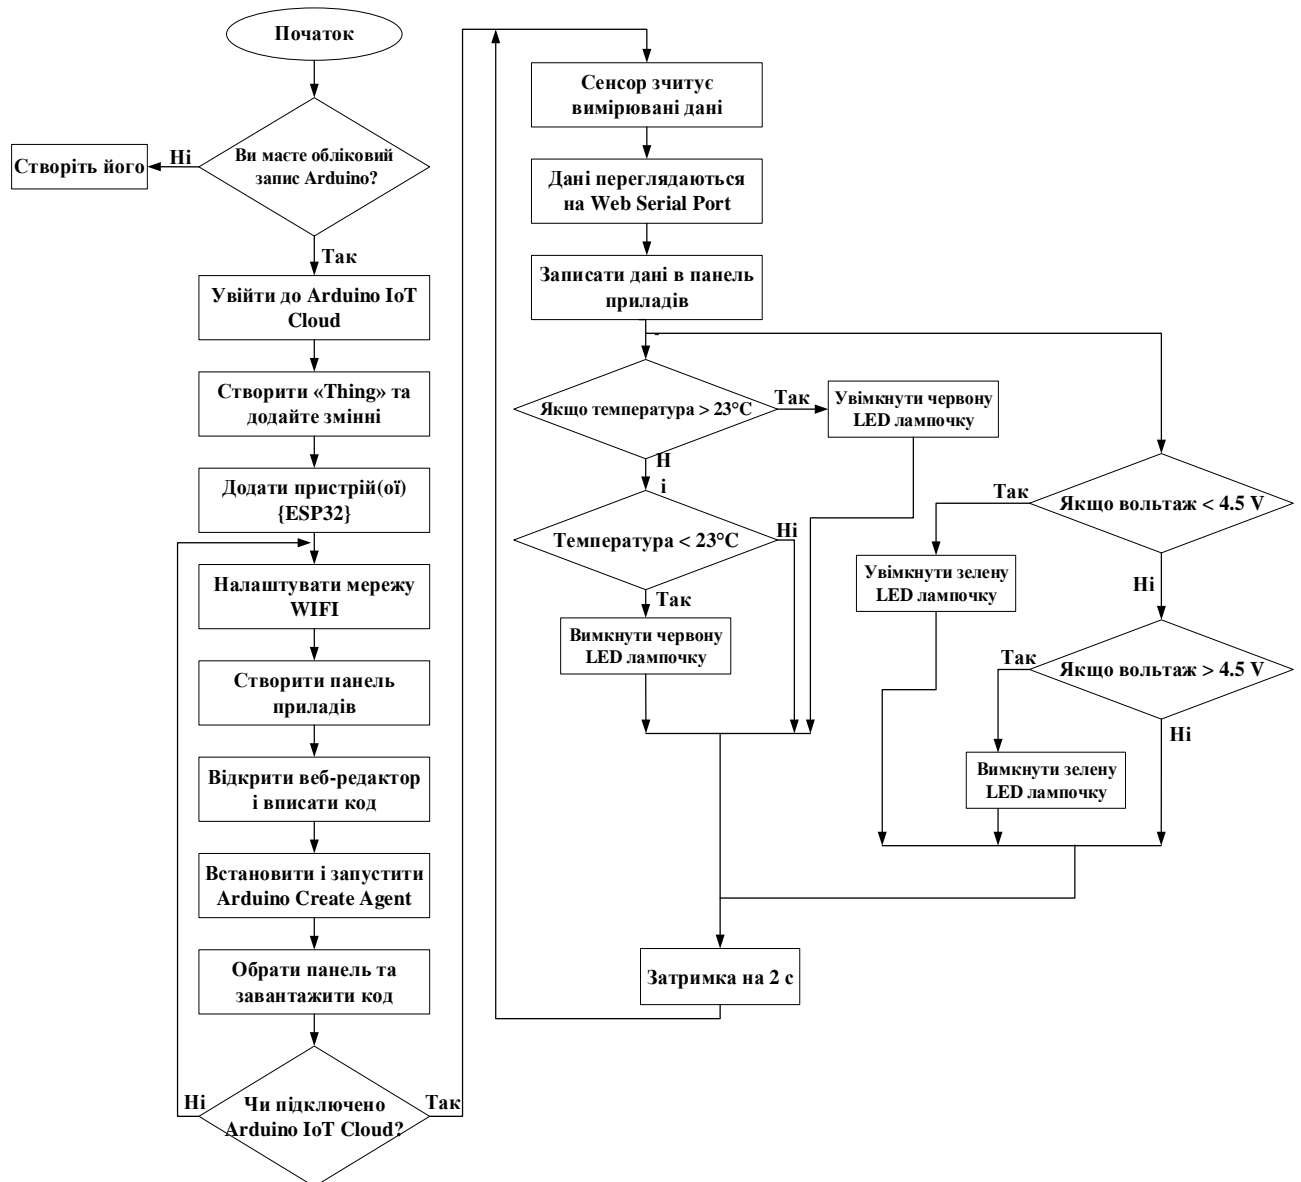 Початок
Ви маєте обліковий
запис Arduino?
Ні
Створіть його
Так
Увійти до Arduino IoT
Cloud
Створити «Thing» та
додайте змінні
Додати пристрій(ої)
{ESP32}
Налаштувати мережу
WIFI
Створити панель
приладів
Відкрити веб-редактор
і вписати код
Встановити і запустити
Arduino Create Agent
Обрати панель та
завантажити код
Чи підключено
Arduino IoT Cloud?
Ні
Так
Сенсор зчитує
вимірювані дані
Дані переглядаються
на Web Serial Port
Записати дані в панель
приладів
Якщо температура > 23°C
Так
Увімкнути червону
LED лампочку
Н
і
Температура < 23°C
Ні
Так
Вимкнути червону
LED лампочку
Якщо вольтаж < 4.5 V
Так
Увімкнути зелену
LED лампочку
Ні
Якщо вольтаж > 4.5 V
Так
Вимкнути зелену
LED лампочку
Ні
Затримка на 2 с